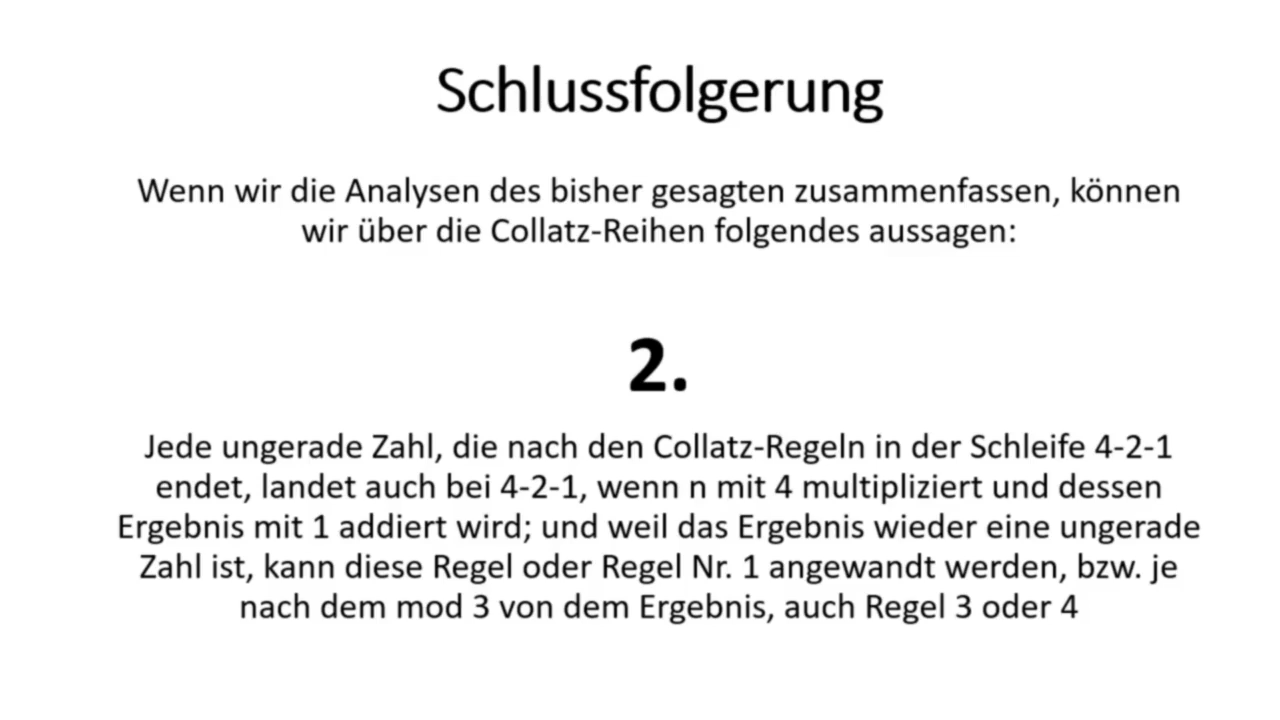 Schlussfolgerung
Wenn wir die Analysen des bisher gesagten zusammenfassen, können
wir über die Collatz-Reihen folgendes aussagen:
2.
Jede ungerade Zahl, die nach den Collatz-Regeln in der Schleife 4-2-1
endet, landet auch bei 4-2-1, wenn n mit 4 multipliziert und dessen
Ergebnis mit 1 addiert wird; und weil das Ergebnis wieder eine ungerade
Zahl ist, kann diese Regel oder Regel Nr. 1 angewandt werden, bzw. je
nach dem mod 3 von dem Ergebnis, auch Regel 3 oder 4